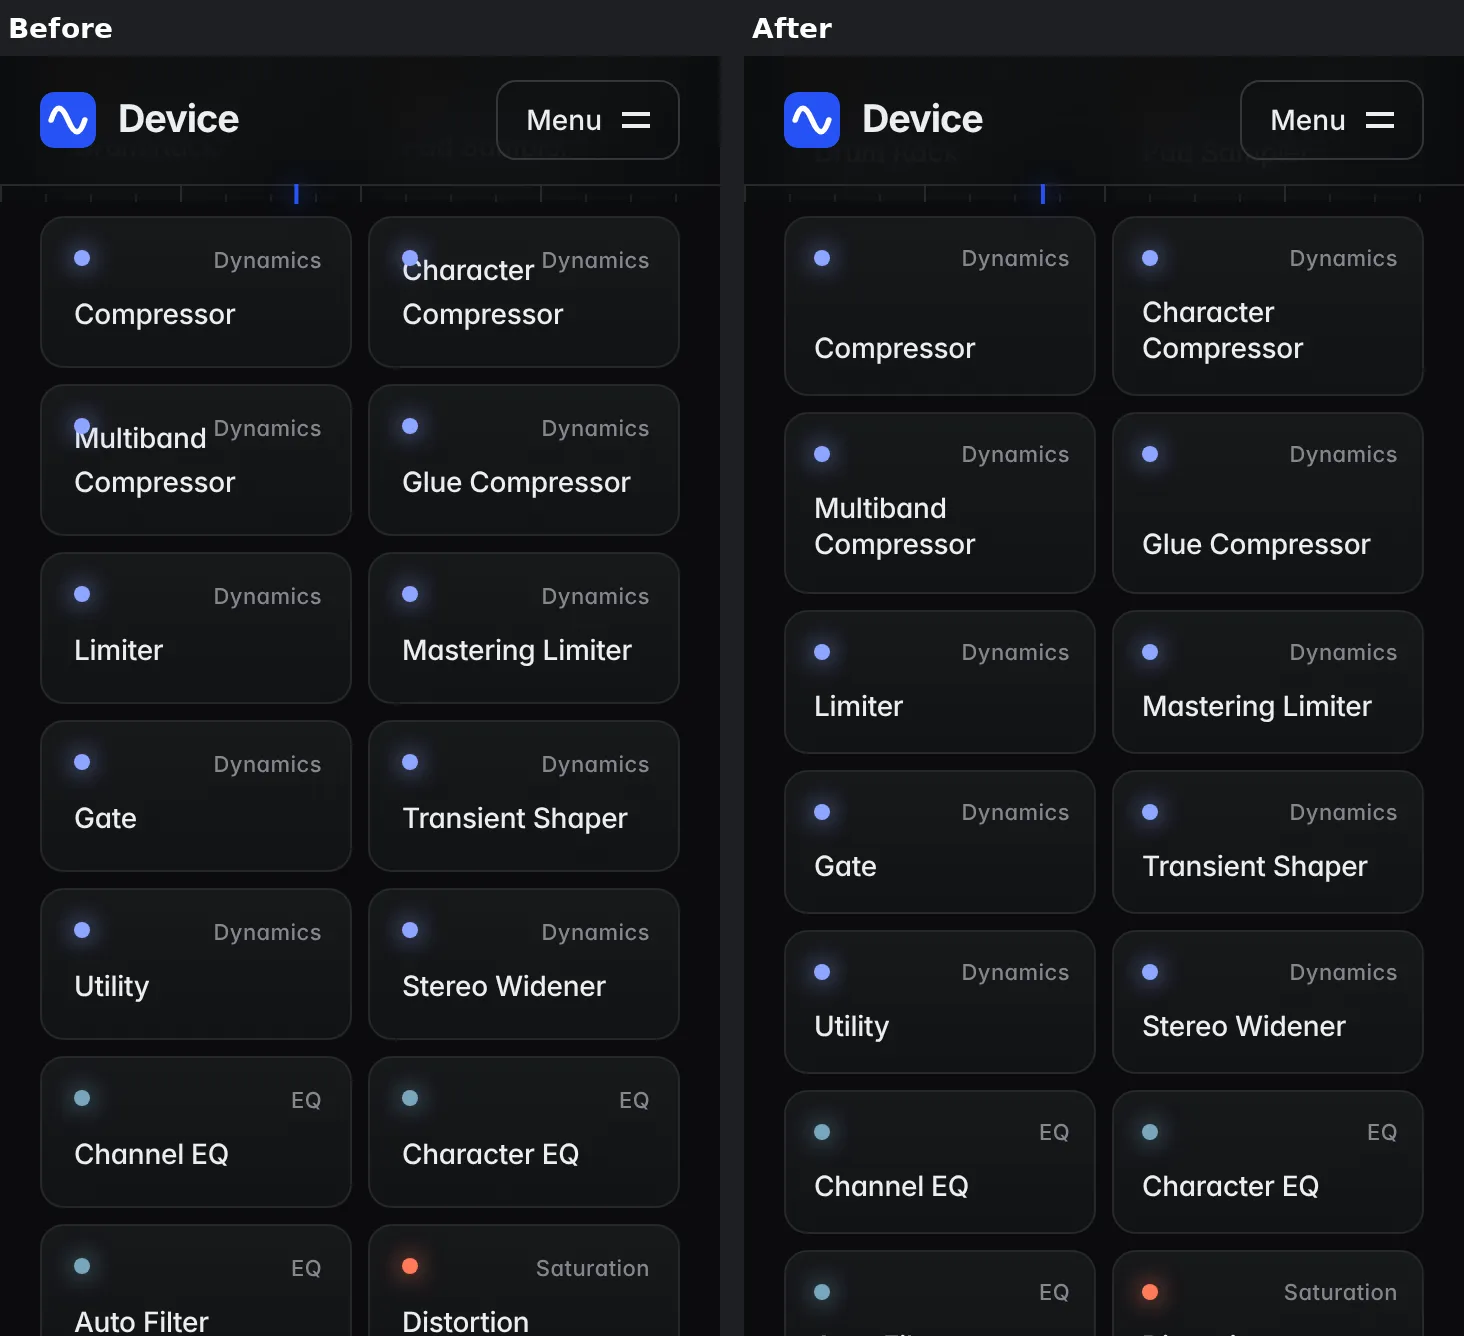 Before
Device
Menu
Dynamics
Compressor
Dynamics
Character
Compressor
Dynamics
Multiband
Compressor
Dynamics
Glue Compressor
Dynamics
Limiter
Dynamics
Mastering Limiter
Dynamics
Gate
Dynamics
Transient Shaper
Dynamics
Utility
Dynamics
Stereo Widener
EQ
Channel EQ
EQ
Character EQ
EQ
Auto Filter
Saturation
Distortion
After
Device
Menu
Drum Rack
Pad Sampler
Dynamics
Compressor
Dynamics
Character
Compressor
Dynamics
Multiband
Compressor
Dynamics
Glue Compressor
Dynamics
Limiter
Dynamics
Mastering Limiter
Dynamics
Gate
Dynamics
Transient Shaper
Dynamics
Utility
Dynamics
Stereo Widener
EQ
Channel EQ
EQ
Character EQ
EQ
Saturation